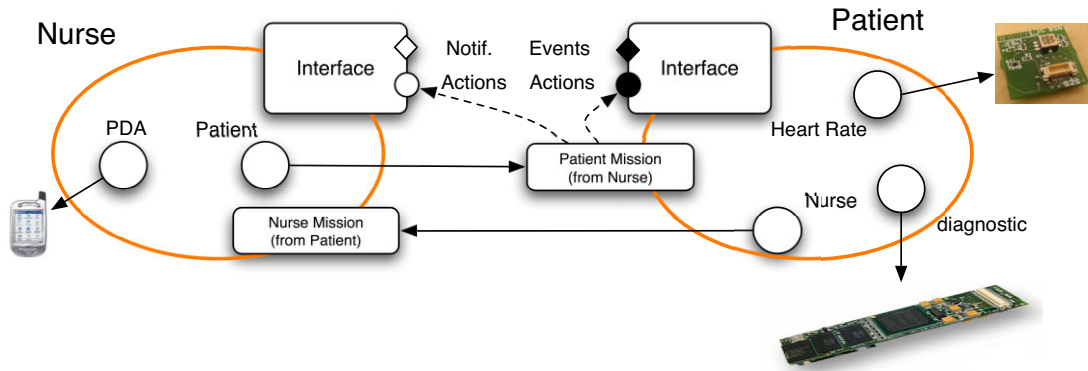 Nurse
Patient
Interface
Notif.
Events
Interface
Actions
Actions
PDA
Patient
Heart Rate
Patient Mission
(from Nurse)
Nurse Mission
(from Patient)
Nurse
diagnostic